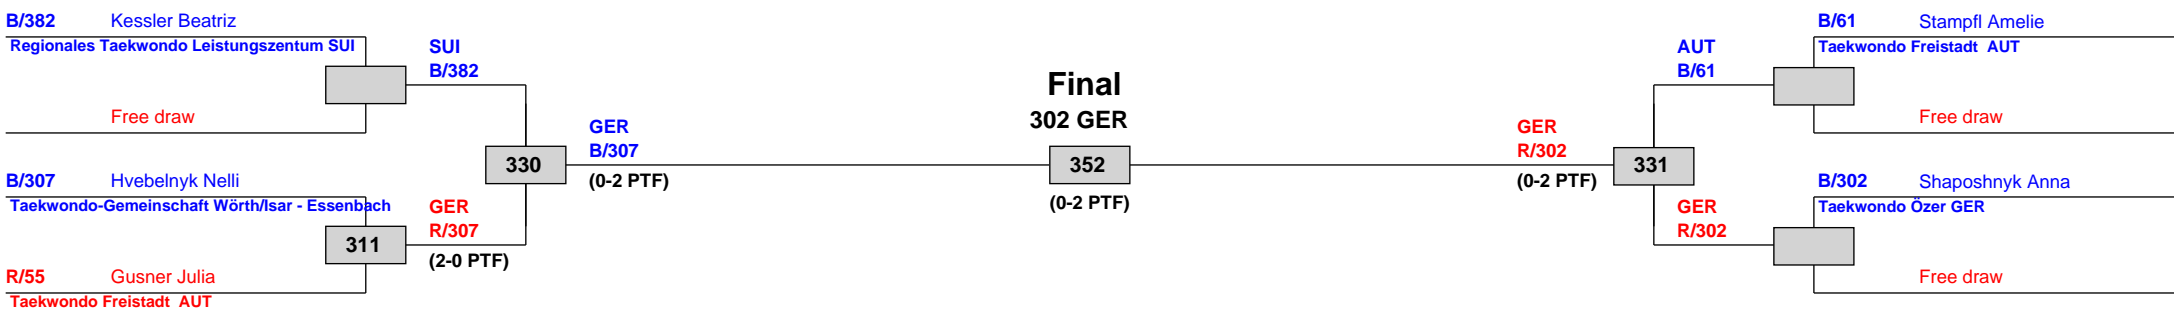 B/382 Kessler Beatriz
Regionales Taekwondo Leistungszentum SUI
Free draw
B/307 Hvebelnyk Nelli
Taekwondo-Gemeinschaft Wörth/Isar - Essenbach
R/55 Gusner Julia
Taekwondo Freistadt AUT
311
SUI
B/382
GER
R/307
(2-0 PTF)
330
GER
B/307
(0-2 PTF)
Final
302 GER
352
(0-2 PTF)
GER
R/302
(0-2 PTF)
331
AUT
B/61
GER
R/302
B/61 Stampfl Amelie
Taekwondo Freistadt AUT
Free draw
B/302 Shaposhnyk Anna
Taekwondo Özer GER
Free draw